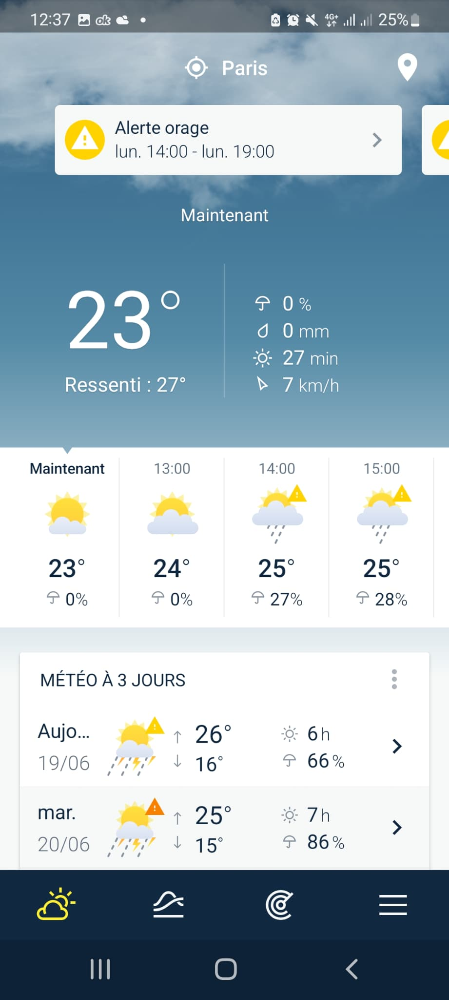 12:37 ok 4G+ 25%
Paris
Alerte orage
lun. 14:00 - lun. 19:00
Maintenant
23°
Ressenti : 27°
0 %
0 mm
27 min
7 km/h
Maintenant 13:00 14:00 15:00
23° 24° 25° 25°
0% 0% 27% 28%
MÉTÉO À 3 JOURS
Aujo... 26° 6 h
19/06 16° 66 %
mar. 25° 7 h
20/06 15° 86 %